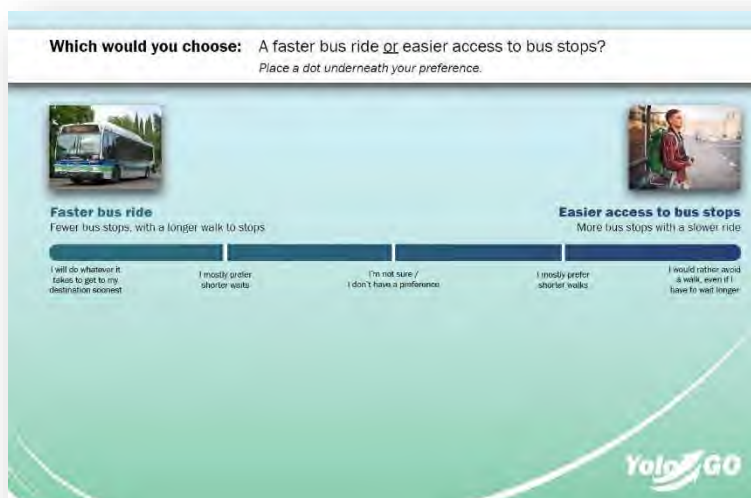 Which would you choose: A faster bus ride or easier access to bus stops?
Place a dot underneath your preference.
Faster bus ride
Fewer bus stops, with a longer walk to stops
Easier access to bus stops
More bus stops with a slower ride
I will do whatever it
takes to get to my
destination soonest
I mostly prefer
shorter waits
I'm not sure /
I don't have a preference
I mostly prefer
shorter walks
I would rather avoid
a walk, even if I
have to wait longer
Yolo GO